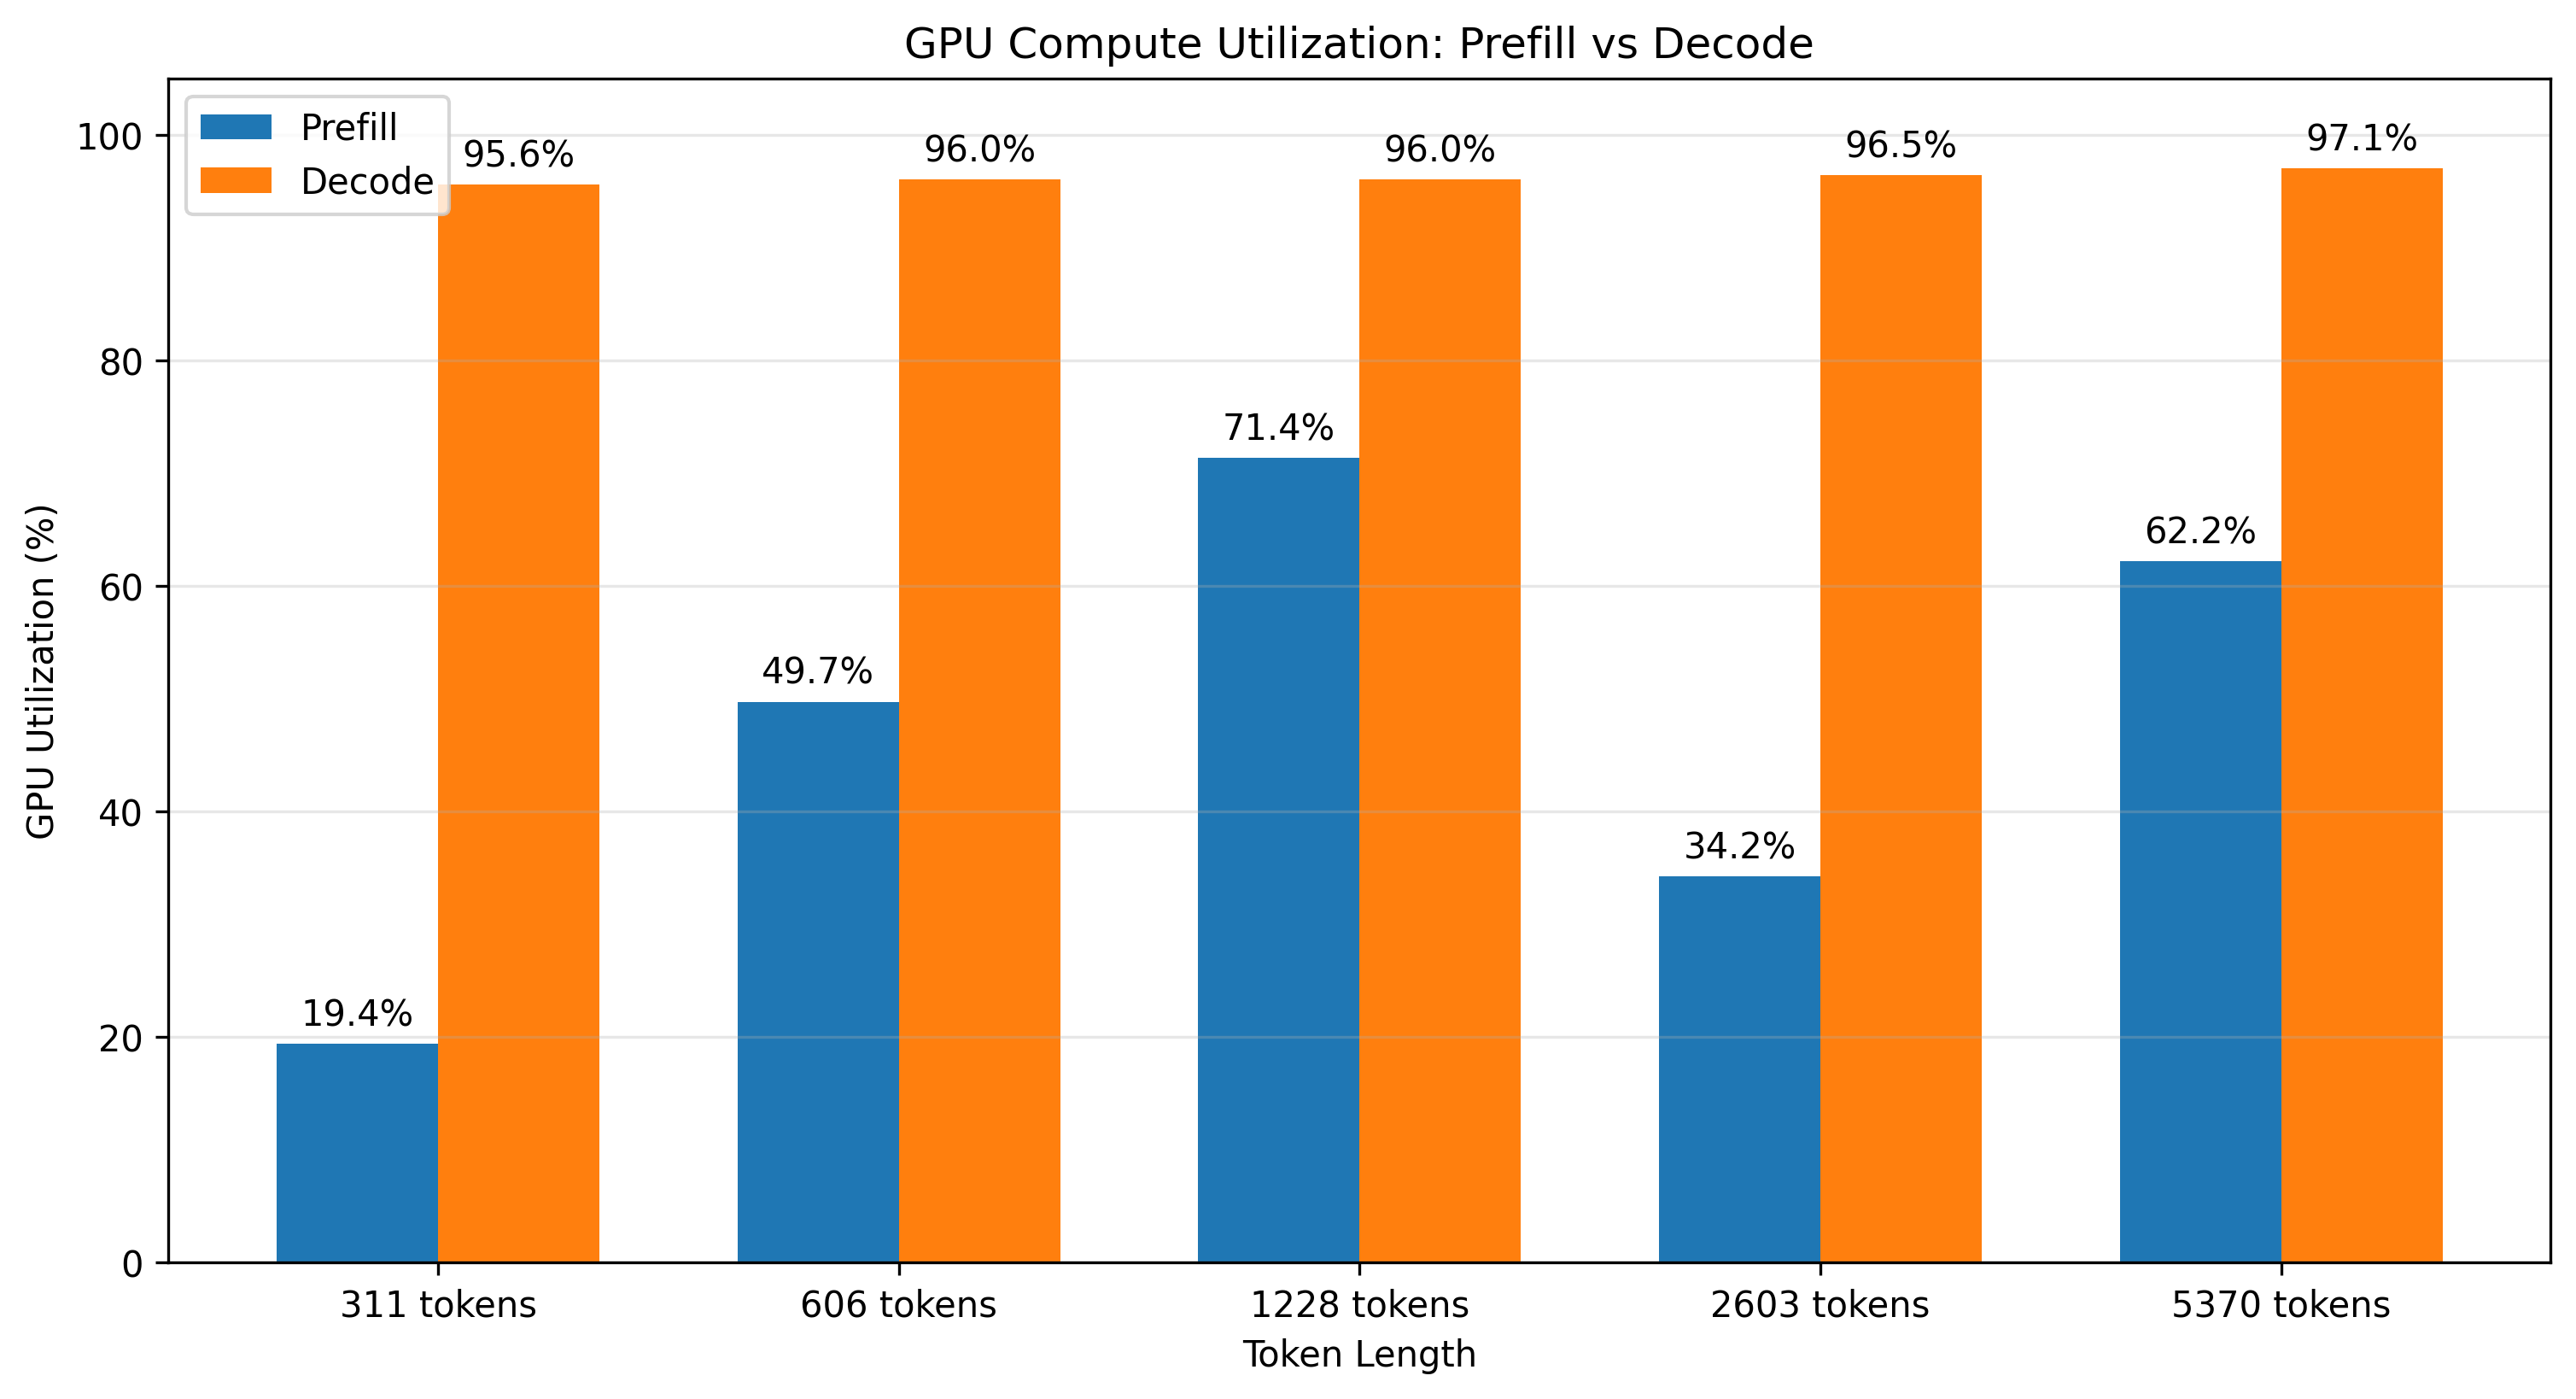 GPU Compute Utilization: Prefill vs Decode
Prefill
Decode
GPU Utilization (%)
100
80
60
40
20
0
19.4%
95.6%
49.7%
96.0%
71.4%
96.0%
34.2%
96.5%
62.2%
97.1%
311 tokens
606 tokens
1228 tokens
2603 tokens
5370 tokens
Token Length